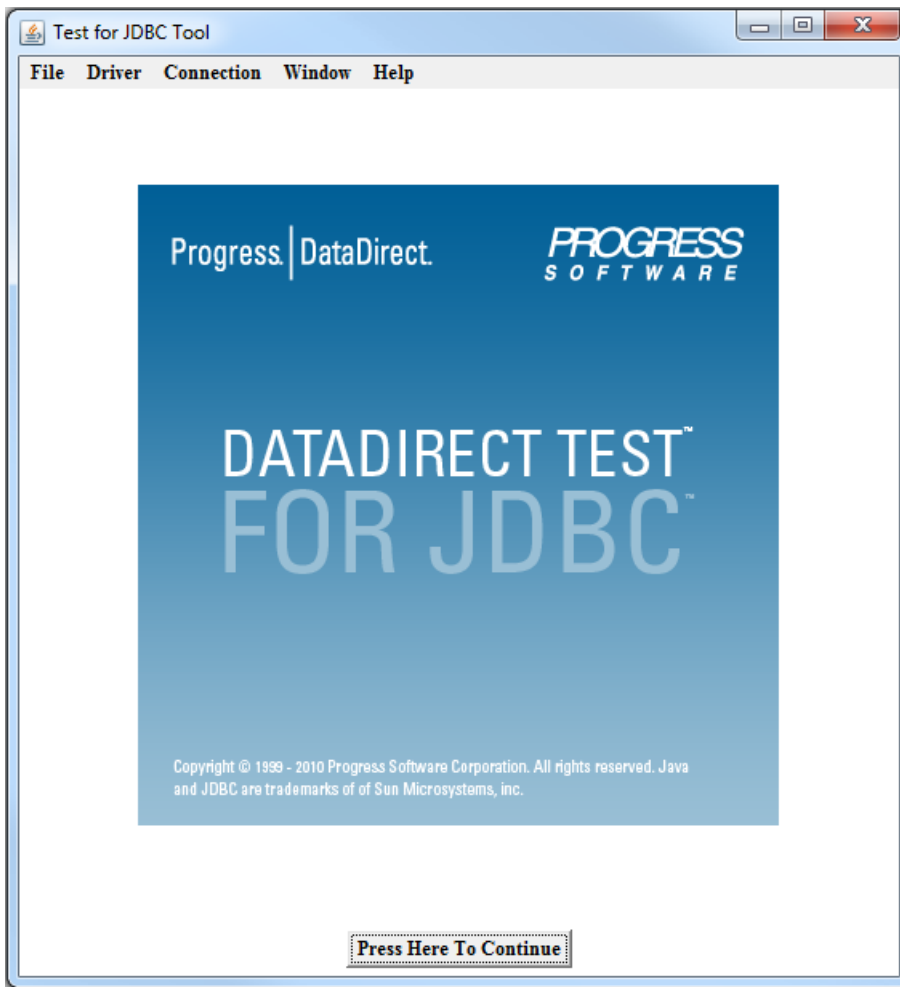 Test for JDBC Tool
File Driver Connection Window Help
Progress. | DataDirect.
PROGRESS
SOFTWARE
DATADIRECT TEST™
FOR JDBC™
Copyright © 1999 - 2010 Progress Software Corporation. All rights reserved. Java
and JDBC are trademarks of of Sun Microsystems, inc.
Press Here To Continue